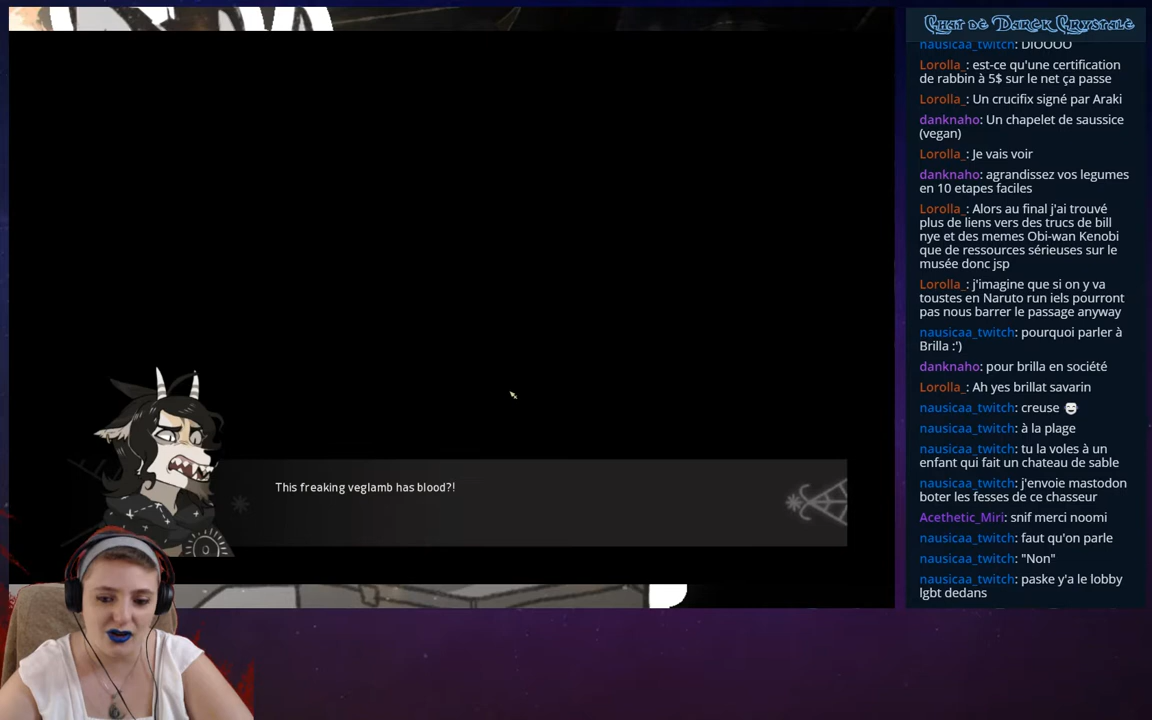 This freaking veglamb has blood?!
Chat de Darck Crystale
nausicaa_twitch: DIOOOO
Lorolla_: est-ce qu'une certification
de rabbin à 5$ sur le net ça passe
Lorolla_: Un crucifix signé par Araki
danknaho: Un chapelet de saussice
(vegan)
Lorolla_: Je vais voir
danknaho: agrandissez vos legumes
en 10 etapes faciles
Lorolla_: Alors au final j'ai trouvé
plus de liens vers des trucs de bill
nye et des memes Obi-wan Kenobi
que de ressources sérieuses sur le
musée donc jsp
Lorolla_: j'imagine que si on y va
toustes en Naruto run iels pourront
pas nous barrer le passage anyway
nausicaa_twitch: pourquoi parler à
Brilla :')
danknaho: pour brilla en société
Lorolla_: Ah yes brillat savarin
nausicaa_twitch: creuse
nausicaa_twitch: à la plage
nausicaa_twitch: tu la voles à un
enfant qui fait un chateau de sable
nausicaa_twitch: j'envoie mastodon
boter les fesses de ce chasseur
Acethetic_Miri: snif merci noomi
nausicaa_twitch: faut qu'on parle
nausicaa_twitch: "Non"
nausicaa_twitch: paske y'a le lobby
lgbt dedans